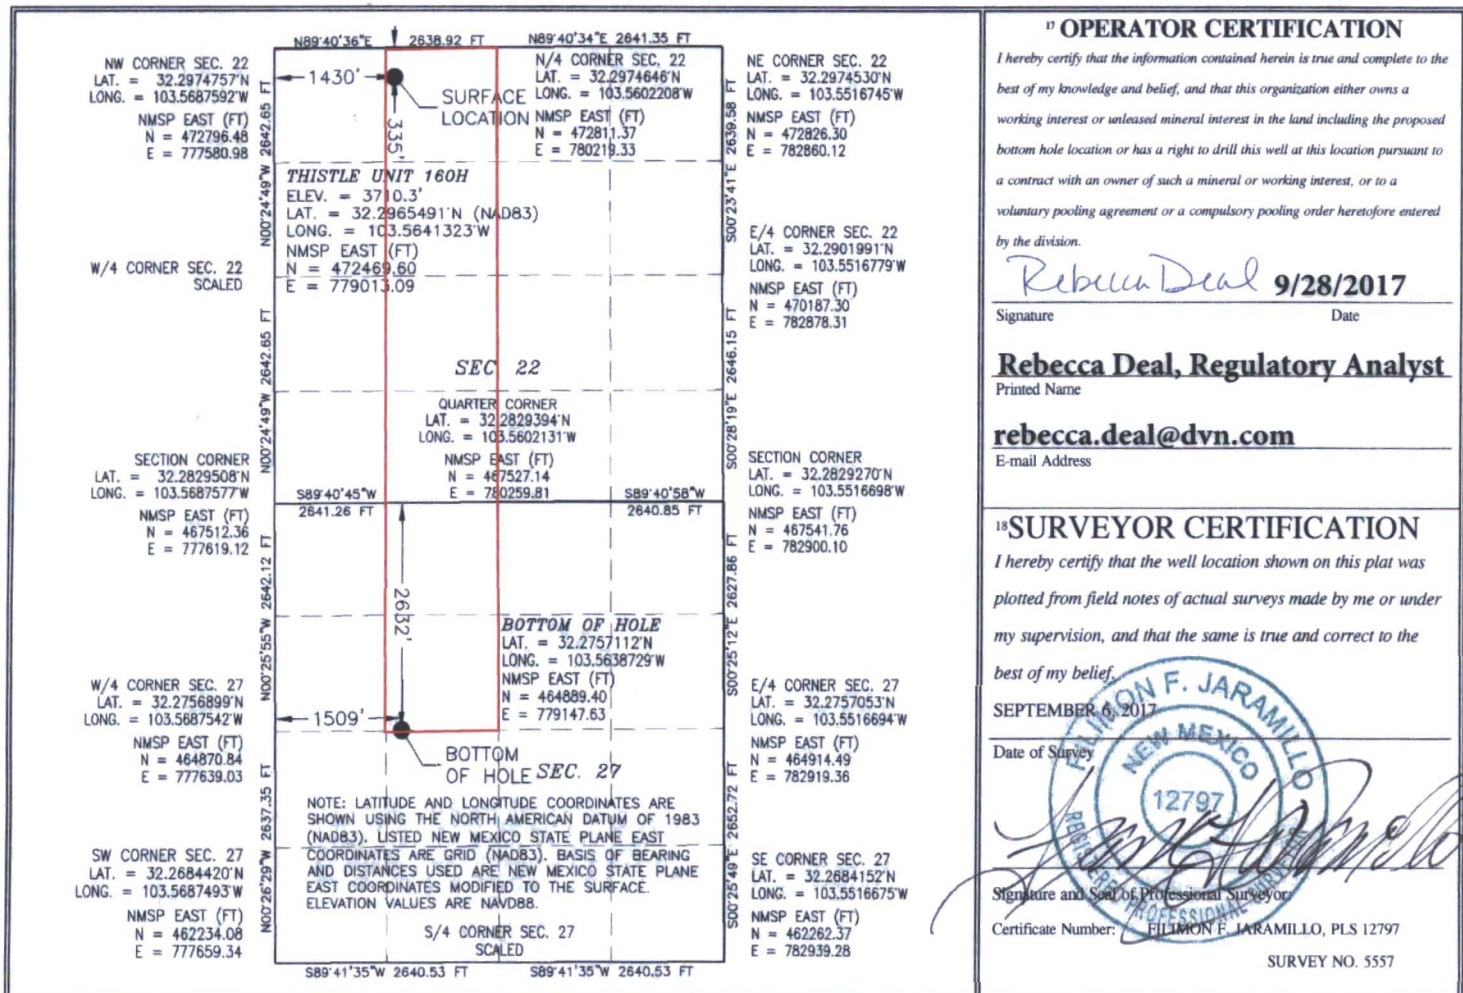 N89°40'36"E 2638.92 FT
N89°40'34"E 2641.35 FT
NW CORNER SEC. 22
LAT. = 32.2974757°N
LONG. = 103.5687592°W
NMSP EAST (FT)
N = 472796.48
E = 777580.98
1430'
335'
SURFACE
LOCATION
N/4 CORNER SEC. 22
LAT. = 32.2974646°N
LONG. = 103.5602208°W
NMSP EAST (FT)
N = 472811.37
E = 780219.33
NE CORNER SEC. 22
LAT. = 32.2974530°N
LONG. = 103.5516745°W
NMSP EAST (FT)
N = 472826.30
E = 782860.12
N00°24'49"W 2642.65 FT
S00°23'41"E 2639.58 FT
THISTLE UNIT 160H
ELEV. = 3710.3'
LAT. = 32.2965491°N (NAD83)
LONG. = 103.5641323°W
NMSP EAST (FT)
N = 472469.60
E = 779013.09
W/4 CORNER SEC. 22
SCALED
E/4 CORNER SEC. 22
LAT. = 32.2901991°N
LONG. = 103.5516779°W
NMSP EAST (FT)
N = 470187.30
E = 782878.31
N00°24'49"W 2642.65 FT
S00°28'19"E 2646.15 FT
SEC 22
QUARTER CORNER
LAT. = 32.2829394°N
LONG. = 103.5602131°W
NMSP EAST (FT)
N = 467527.14
E = 780259.81
SECTION CORNER
LAT. = 32.2829508°N
LONG. = 103.5687577°W
NMSP EAST (FT)
N = 467512.36
E = 777619.12
SECTION CORNER
LAT. = 32.2829270°N
LONG. = 103.5516698°W
NMSP EAST (FT)
N = 467541.76
E = 782900.10
S89°40'45"W
2641.26 FT
S89°40'58"W
2640.85 FT
N00°25'55"W 2642.12 FT
S00°25'12"E 2627.86 FT
2632'
BOTTOM OF HOLE
LAT. = 32.2757112°N
LONG. = 103.5638729°W
NMSP EAST (FT)
N = 464889.40
E = 779147.63
W/4 CORNER SEC. 27
LAT. = 32.2756899°N
LONG. = 103.5687542°W
NMSP EAST (FT)
N = 464870.84
E = 777639.03
E/4 CORNER SEC. 27
LAT. = 32.2757053°N
LONG. = 103.5516694°W
NMSP EAST (FT)
N = 464914.49
E = 782919.36
1509'
BOTTOM
OF HOLE
SEC. 27
N00°26'29"W 2637.35 FT
S00°25'49"E 2652.72 FT
NOTE: LATITUDE AND LONGITUDE COORDINATES ARE
SHOWN USING THE NORTH AMERICAN DATUM OF 1983
(NAD83). LISTED NEW MEXICO STATE PLANE EAST
COORDINATES ARE GRID (NAD83). BASIS OF BEARING
AND DISTANCES USED ARE NEW MEXICO STATE PLANE
EAST COORDINATES MODIFIED TO THE SURFACE.
ELEVATION VALUES ARE NAVD88.
SW CORNER SEC. 27
LAT. = 32.2684420°N
LONG. = 103.5687493°W
NMSP EAST (FT)
N = 462234.08
E = 777659.34
S/4 CORNER SEC. 27
SCALED
SE CORNER SEC. 27
LAT. = 32.2684152°N
LONG. = 103.5516675°W
NMSP EAST (FT)
N = 462262.37
E = 782939.28
S89°41'35"W 2640.53 FT
S89°41'35"W 2640.53 FT
17 OPERATOR CERTIFICATION
I hereby certify that the information contained herein is true and complete to the
best of my knowledge and belief, and that this organization either owns a
working interest or unleased mineral interest in the land including the proposed
bottom hole location or has a right to drill this well at this location pursuant to
a contract with an owner of such a mineral or working interest, or to a
voluntary pooling agreement or a compulsory pooling order heretofore entered
by the division.
Rebecca Deal 9/28/2017
Signature Date
Rebecca Deal, Regulatory Analyst
Printed Name
rebecca.deal@dvn.com
E-mail Address
18 SURVEYOR CERTIFICATION
I hereby certify that the well location shown on this plat was
plotted from field notes of actual surveys made by me or under
my supervision, and that the same is true and correct to the
best of my belief.
SEPTEMBER 6, 2017
Date of Survey
FILIMON F. JARAMILLO
NEW MEXICO
12797
REGISTERED PROFESSIONAL SURVEYOR
Signature and Seal of Professional Surveyor:
Certificate Number: FILIMON F. JARAMILLO, PLS 12797
SURVEY NO. 5557